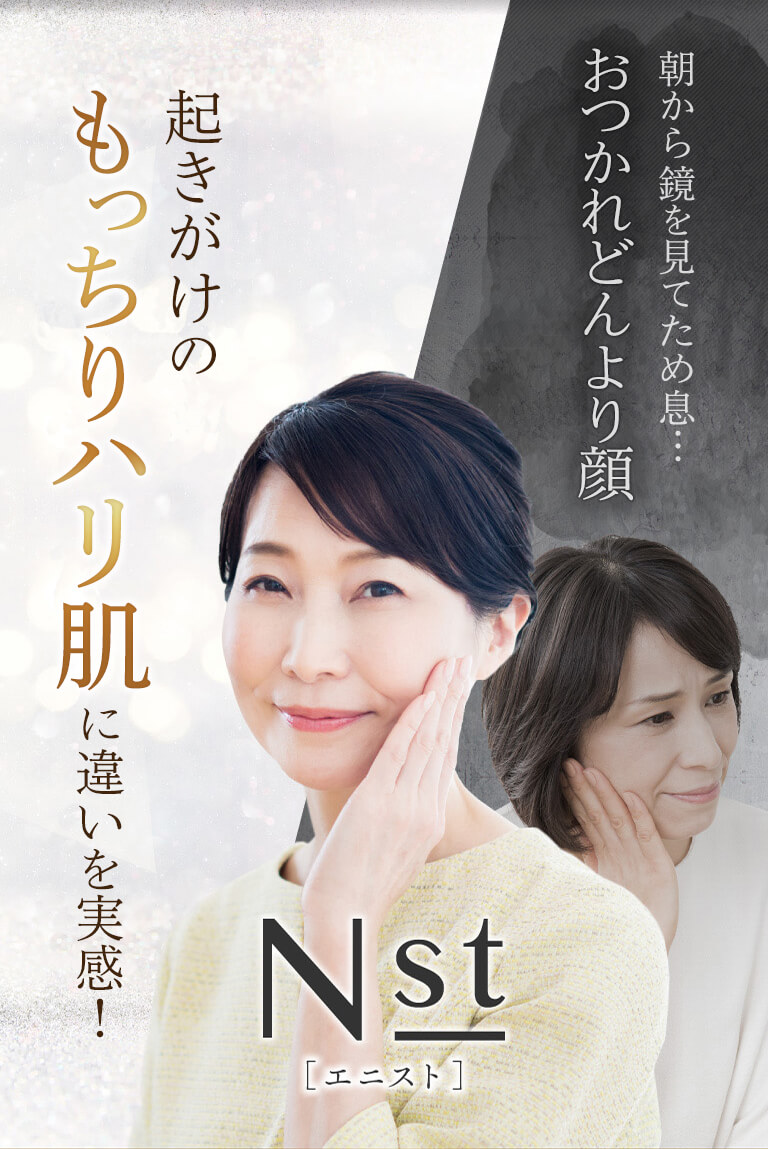 朝から鏡を見てため息…
おつかれどんより顔
起きがけの
もっちりハリ肌
に違いを実感！
Nst
［エニスト］